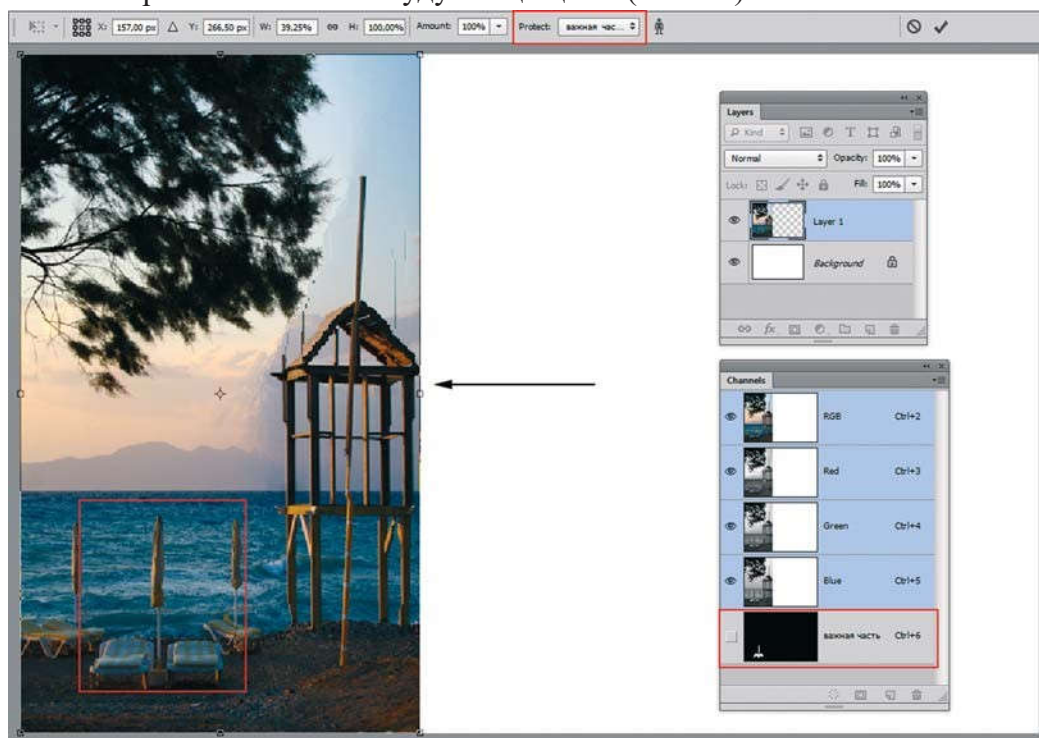 X: 157,00 px Y: 266,50 px W: 39,25% H: 100,00% Amount: 100% Protect: важная час...
Layers
Kind
Normal Opacity: 100%
Lock: Fill: 100%
Layer 1
Background
Channels
RGB Ctrl+2
Red Ctrl+3
Green Ctrl+4
Blue Ctrl+5
важная часть Ctrl+6